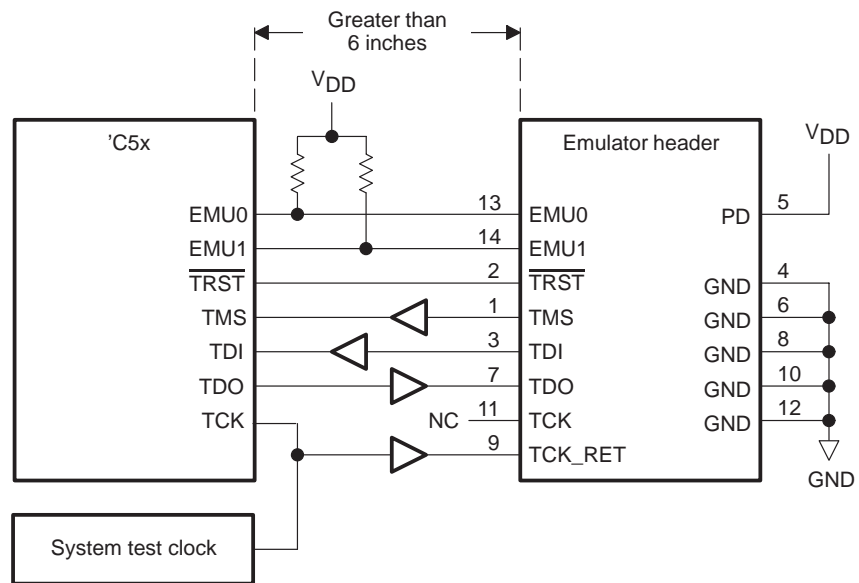 Greater than
6 inches
VDD
'C5x
Emulator header
VDD
EMU0 13 EMU0 PD 5
EMU1 14 EMU1
TRST 2 TRST GND 4
TMS 1 TMS GND 6
TDI 3 TDI GND 8
TDO 7 TDO GND 10
TCK NC 11 TCK GND 12
9 TCK_RET
GND
System test clock